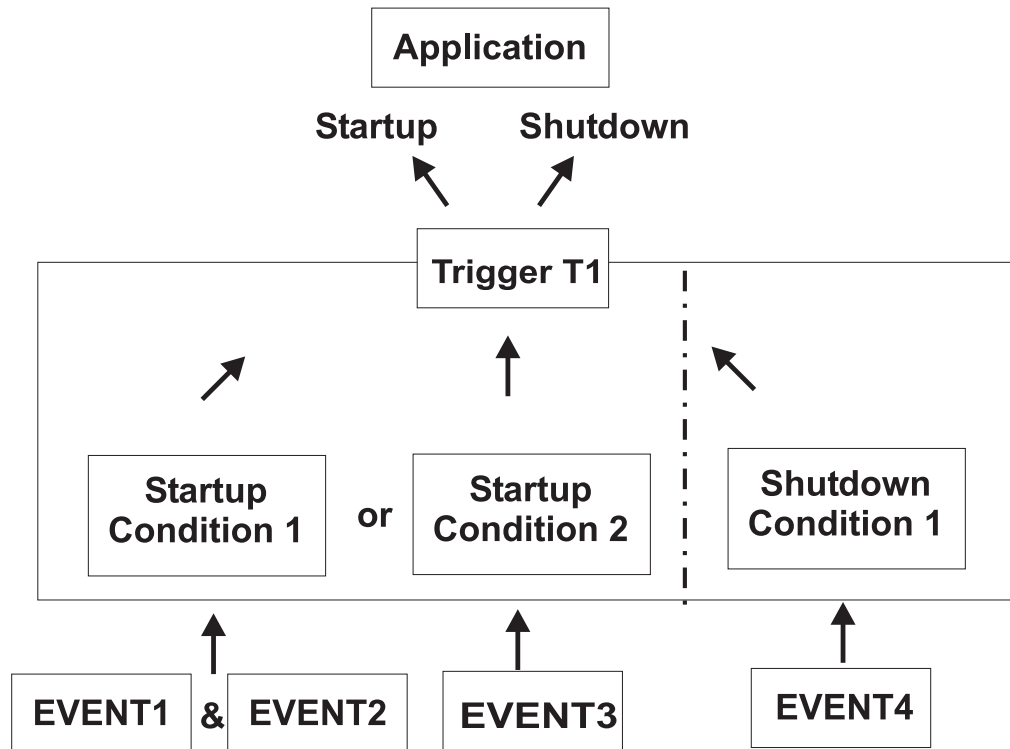 Application
Startup Shutdown
Trigger T1
Startup
Condition 1
or
Startup
Condition 2
Shutdown
Condition 1
EVENT1 & EVENT2 EVENT3 EVENT4